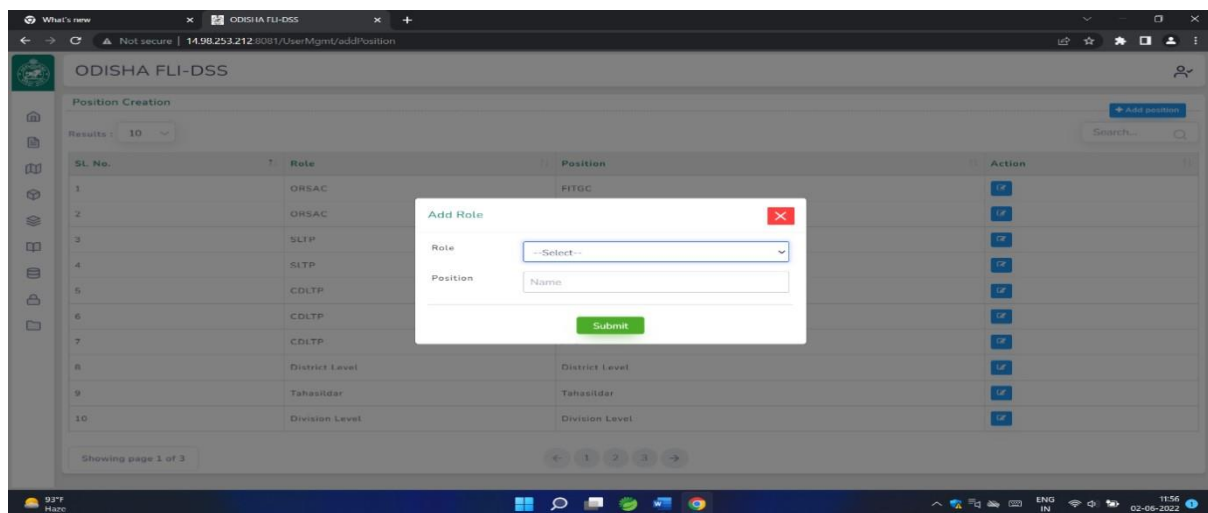 What's new
ODISHA FLI-DSS
Not secure | 14.98.253.212:8081/UserMgmt/addPosition
ODISHA FLI-DSS
Position Creation
+ Add position
Results : 10
Search...
SL. No. Role Position Action
1 ORSAC FITGC
2 ORSAC
3 SLTP
4 SLTP
5 CDLTP
6 CDLTP
7 CDLTP
8 District Level District Level
9 Tahasildar Tahasildar
10 Division Level Division Level
Add Role
Role --Select--
Position Name
Submit
Showing page 1 of 3
1 2 3
93°F
Haze
ENG
IN
11:56
02-06-2022
1